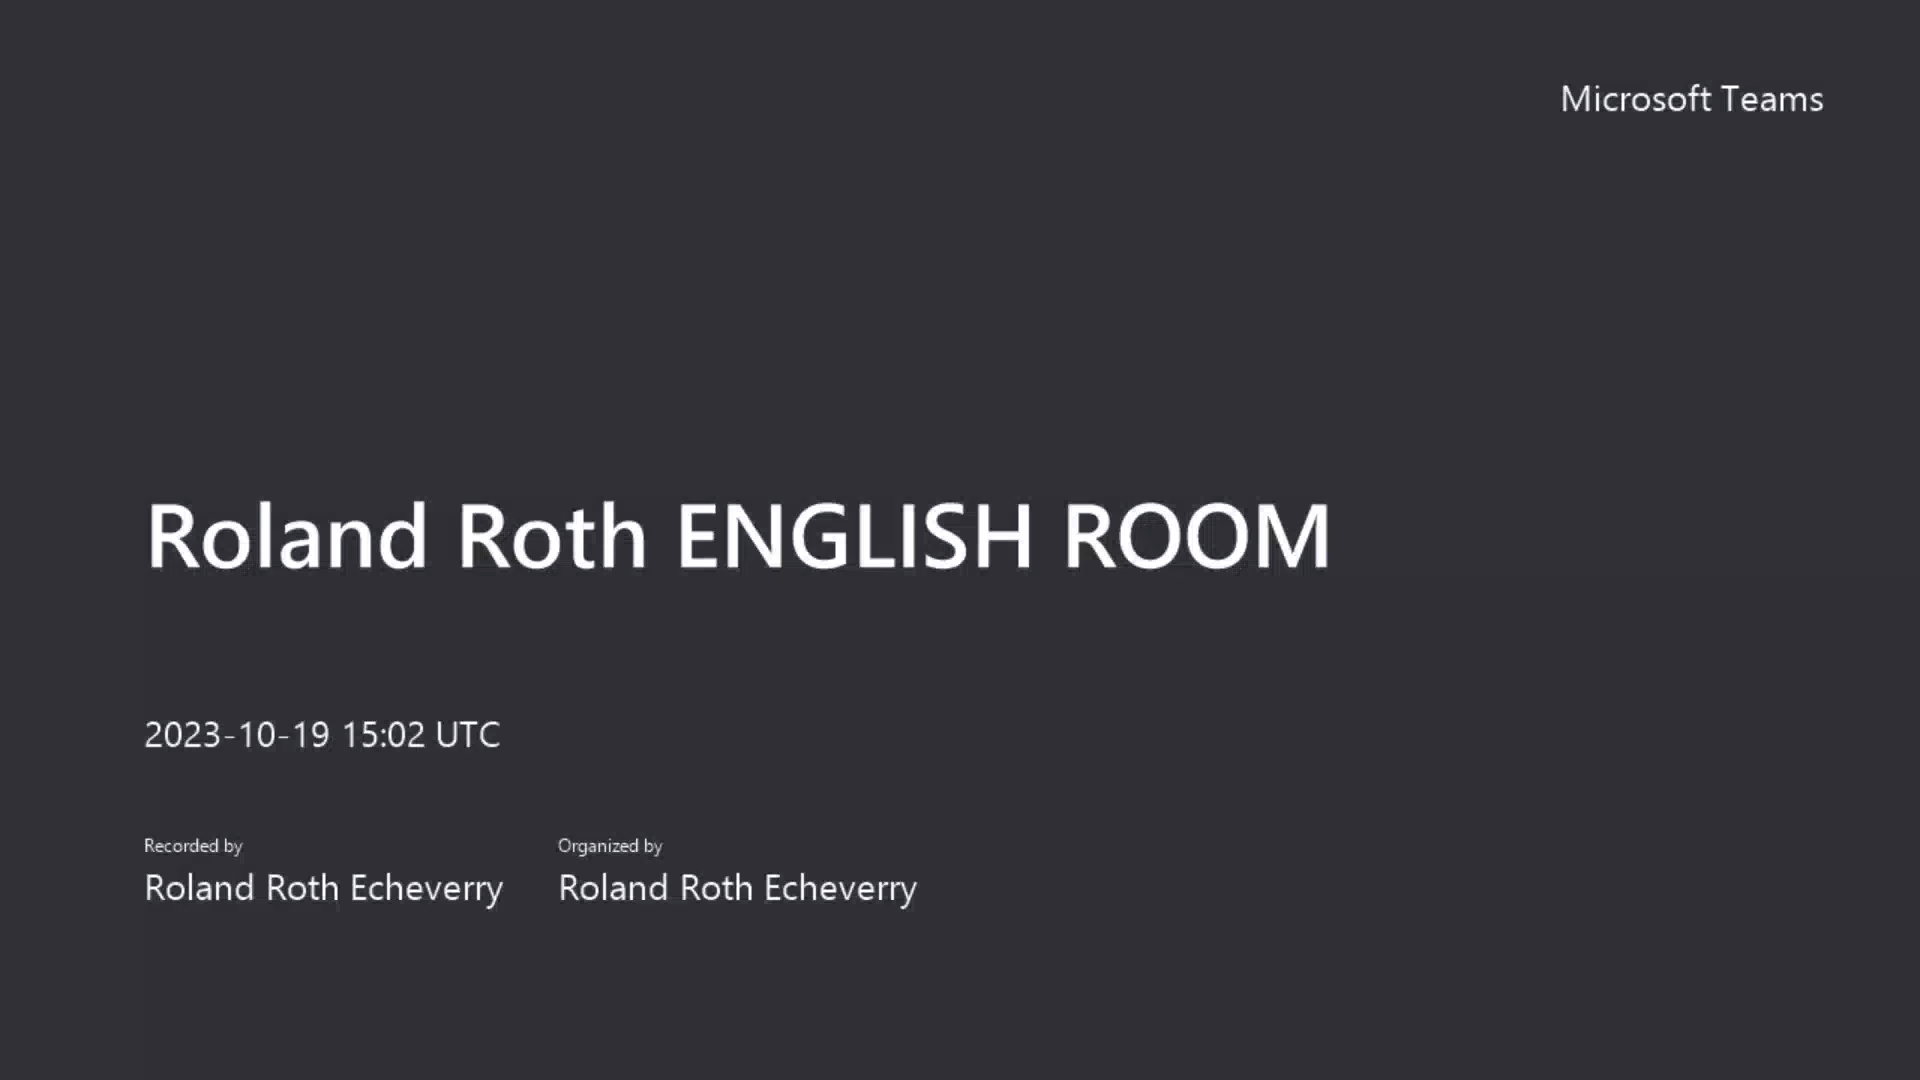 Microsoft Teams
Roland Roth ENGLISH ROOM
2023-10-19 15:02 UTC
Recorded by
Roland Roth Echeverry
Organized by
Roland Roth Echeverry